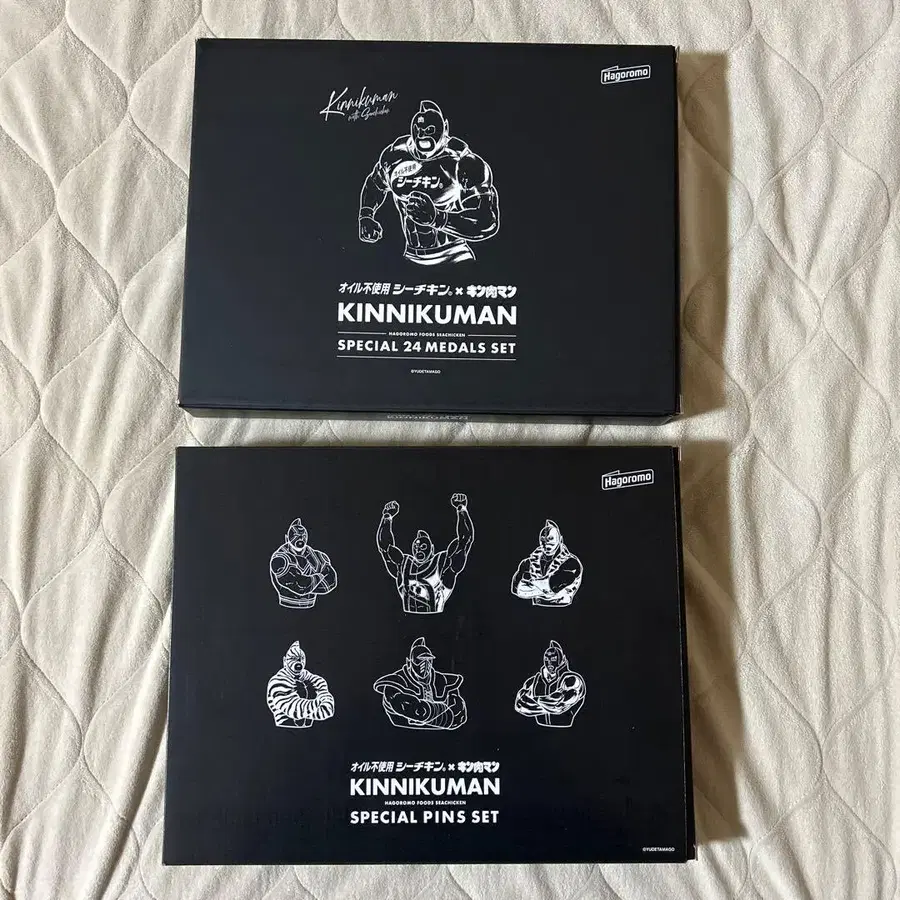 Hagoromo
Kinnikuman
with Seachicken
肉
オイル不使用
シーチキン®
オイル不使用 シーチキン® × キン肉マン
KINNIKUMAN
HAGOROMO FOODS SEACHICKEN
SPECIAL 24 MEDALS SET
©YUDETAMAGO
KINNIKUMAN
Hagoromo
オイル不使用 シーチキン® × キン肉マン
KINNIKUMAN
HAGOROMO FOODS SEACHICKEN
SPECIAL PINS SET
©YUDETAMAGO